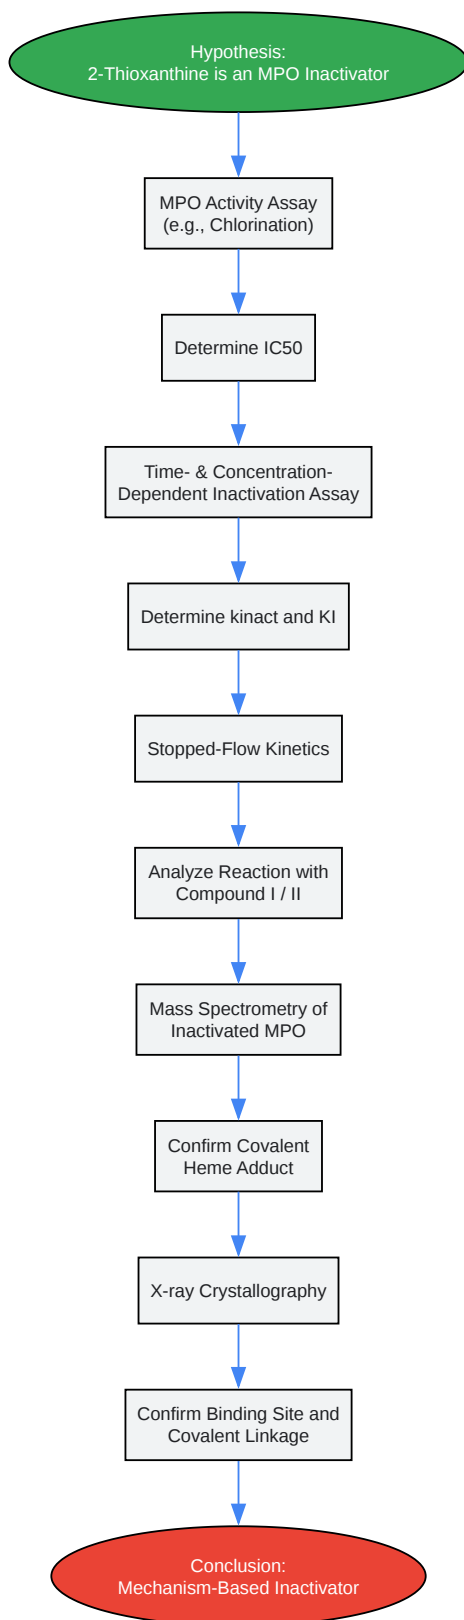 Hypothesis:
2-Thioxanthine is an MPO Inactivator
MPO Activity Assay
(e.g., Chlorination)
Determine IC50
Time- & Concentration-
Dependent Inactivation Assay
Determine kinact and KI
Stopped-Flow Kinetics
Analyze Reaction with
Compound I / II
Mass Spectrometry of
Inactivated MPO
Confirm Covalent
Heme Adduct
X-ray Crystallography
Confirm Binding Site and
Covalent Linkage
Conclusion:
Mechanism-Based Inactivator